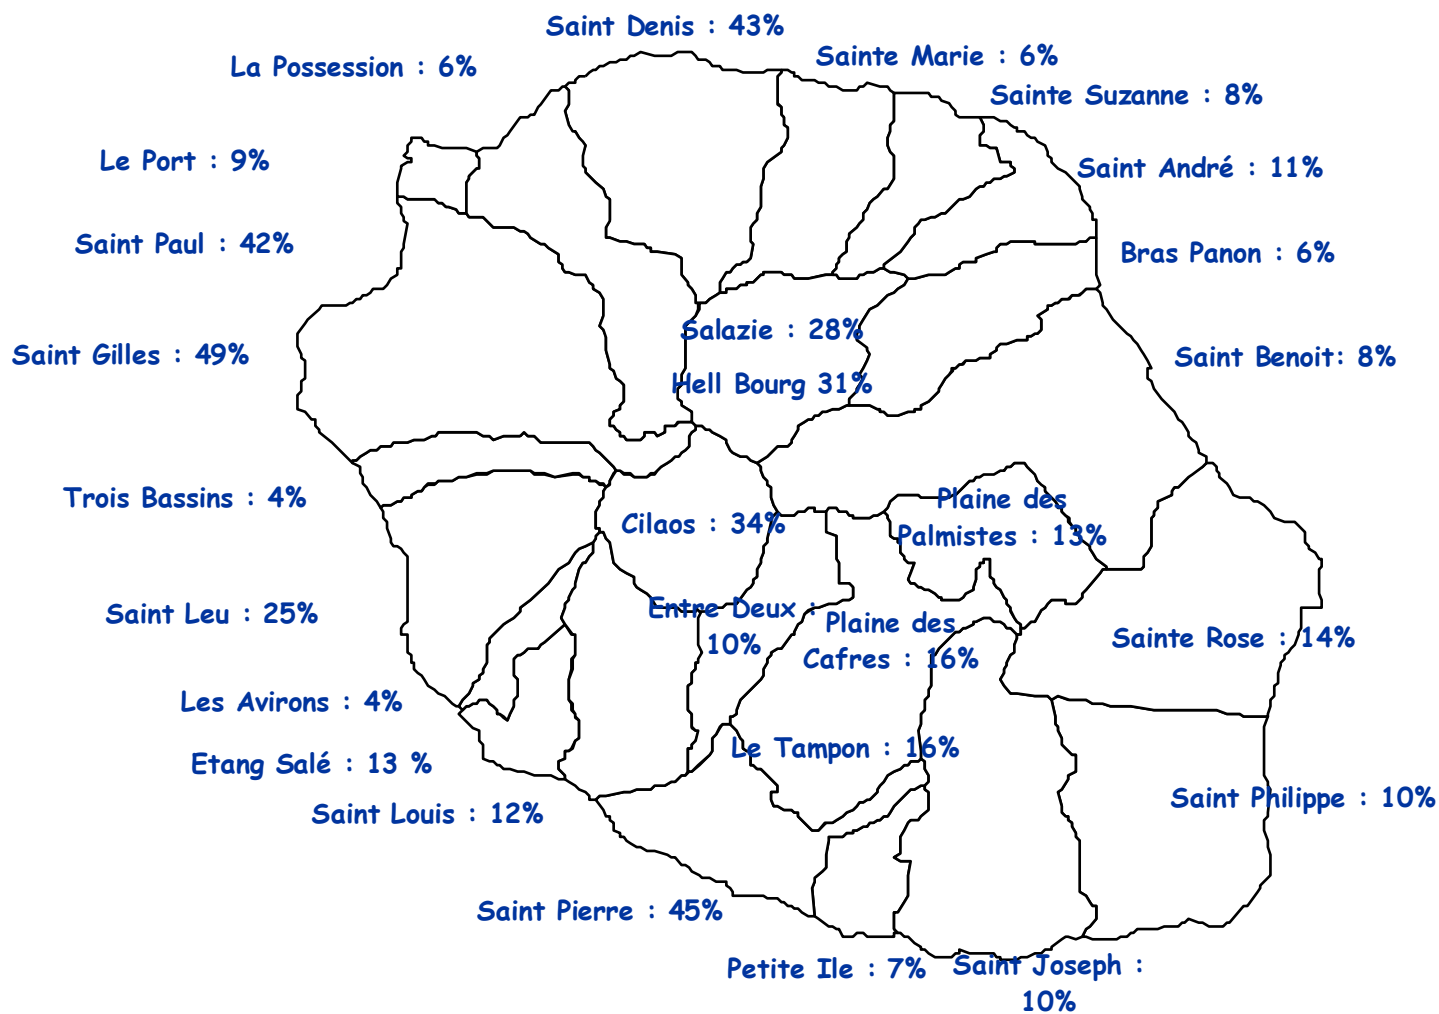 Saint Denis : 43%
Sainte Marie : 6%
La Possession : 6%
Sainte Suzanne : 8%
Le Port : 9%
Saint André : 11%
Saint Paul : 42%
Bras Panon : 6%
Salazie : 28%
Saint Gilles : 49%
Saint Benoit: 8%
Hell Bourg 31%
Trois Bassins : 4%
Plaine des
Palmistes : 13%
Cilaos : 34%
Saint Leu : 25%
Entre Deux :
10%
Plaine des
Cafres : 16%
Sainte Rose : 14%
Les Avirons : 4%
Le Tampon : 16%
Etang Salé : 13 %
Saint Philippe : 10%
Saint Louis : 12%
Saint Pierre : 45%
Petite Ile : 7%
Saint Joseph :
10%